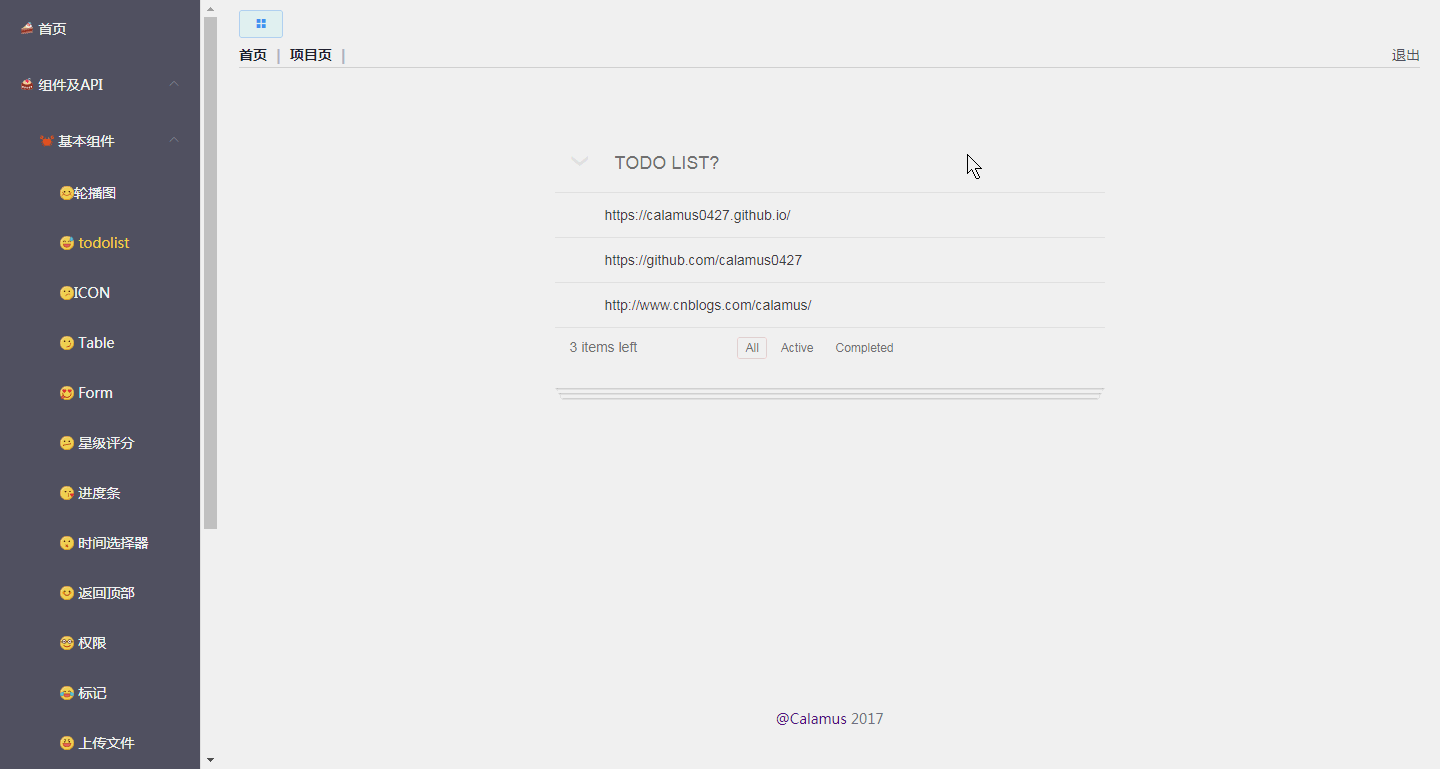 首页
组件及API
基本组件
轮播图
todolist
ICON
Table
Form
星级评分
进度条
时间选择器
返回顶部
权限
标记
上传文件
首页 | 项目页 |
退出
TODO LIST?
https://calamus0427.github.io/
https://github.com/calamus0427
http://www.cnblogs.com/calamus/
3 items left All Active Completed
@Calamus 2017